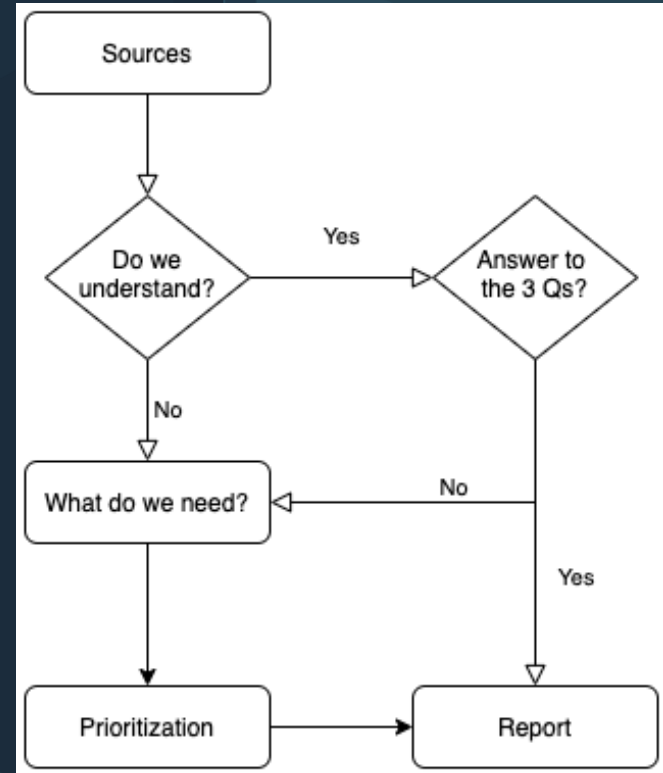 Sources
Yes
Do we
understand?
Answer to
the 3 Qs?
No
What do we need?
No
Yes
Prioritization
Report